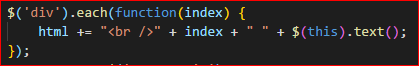 $('div').each(function(index) {
    html += "<br />" + index + " " + $(this).text();
});